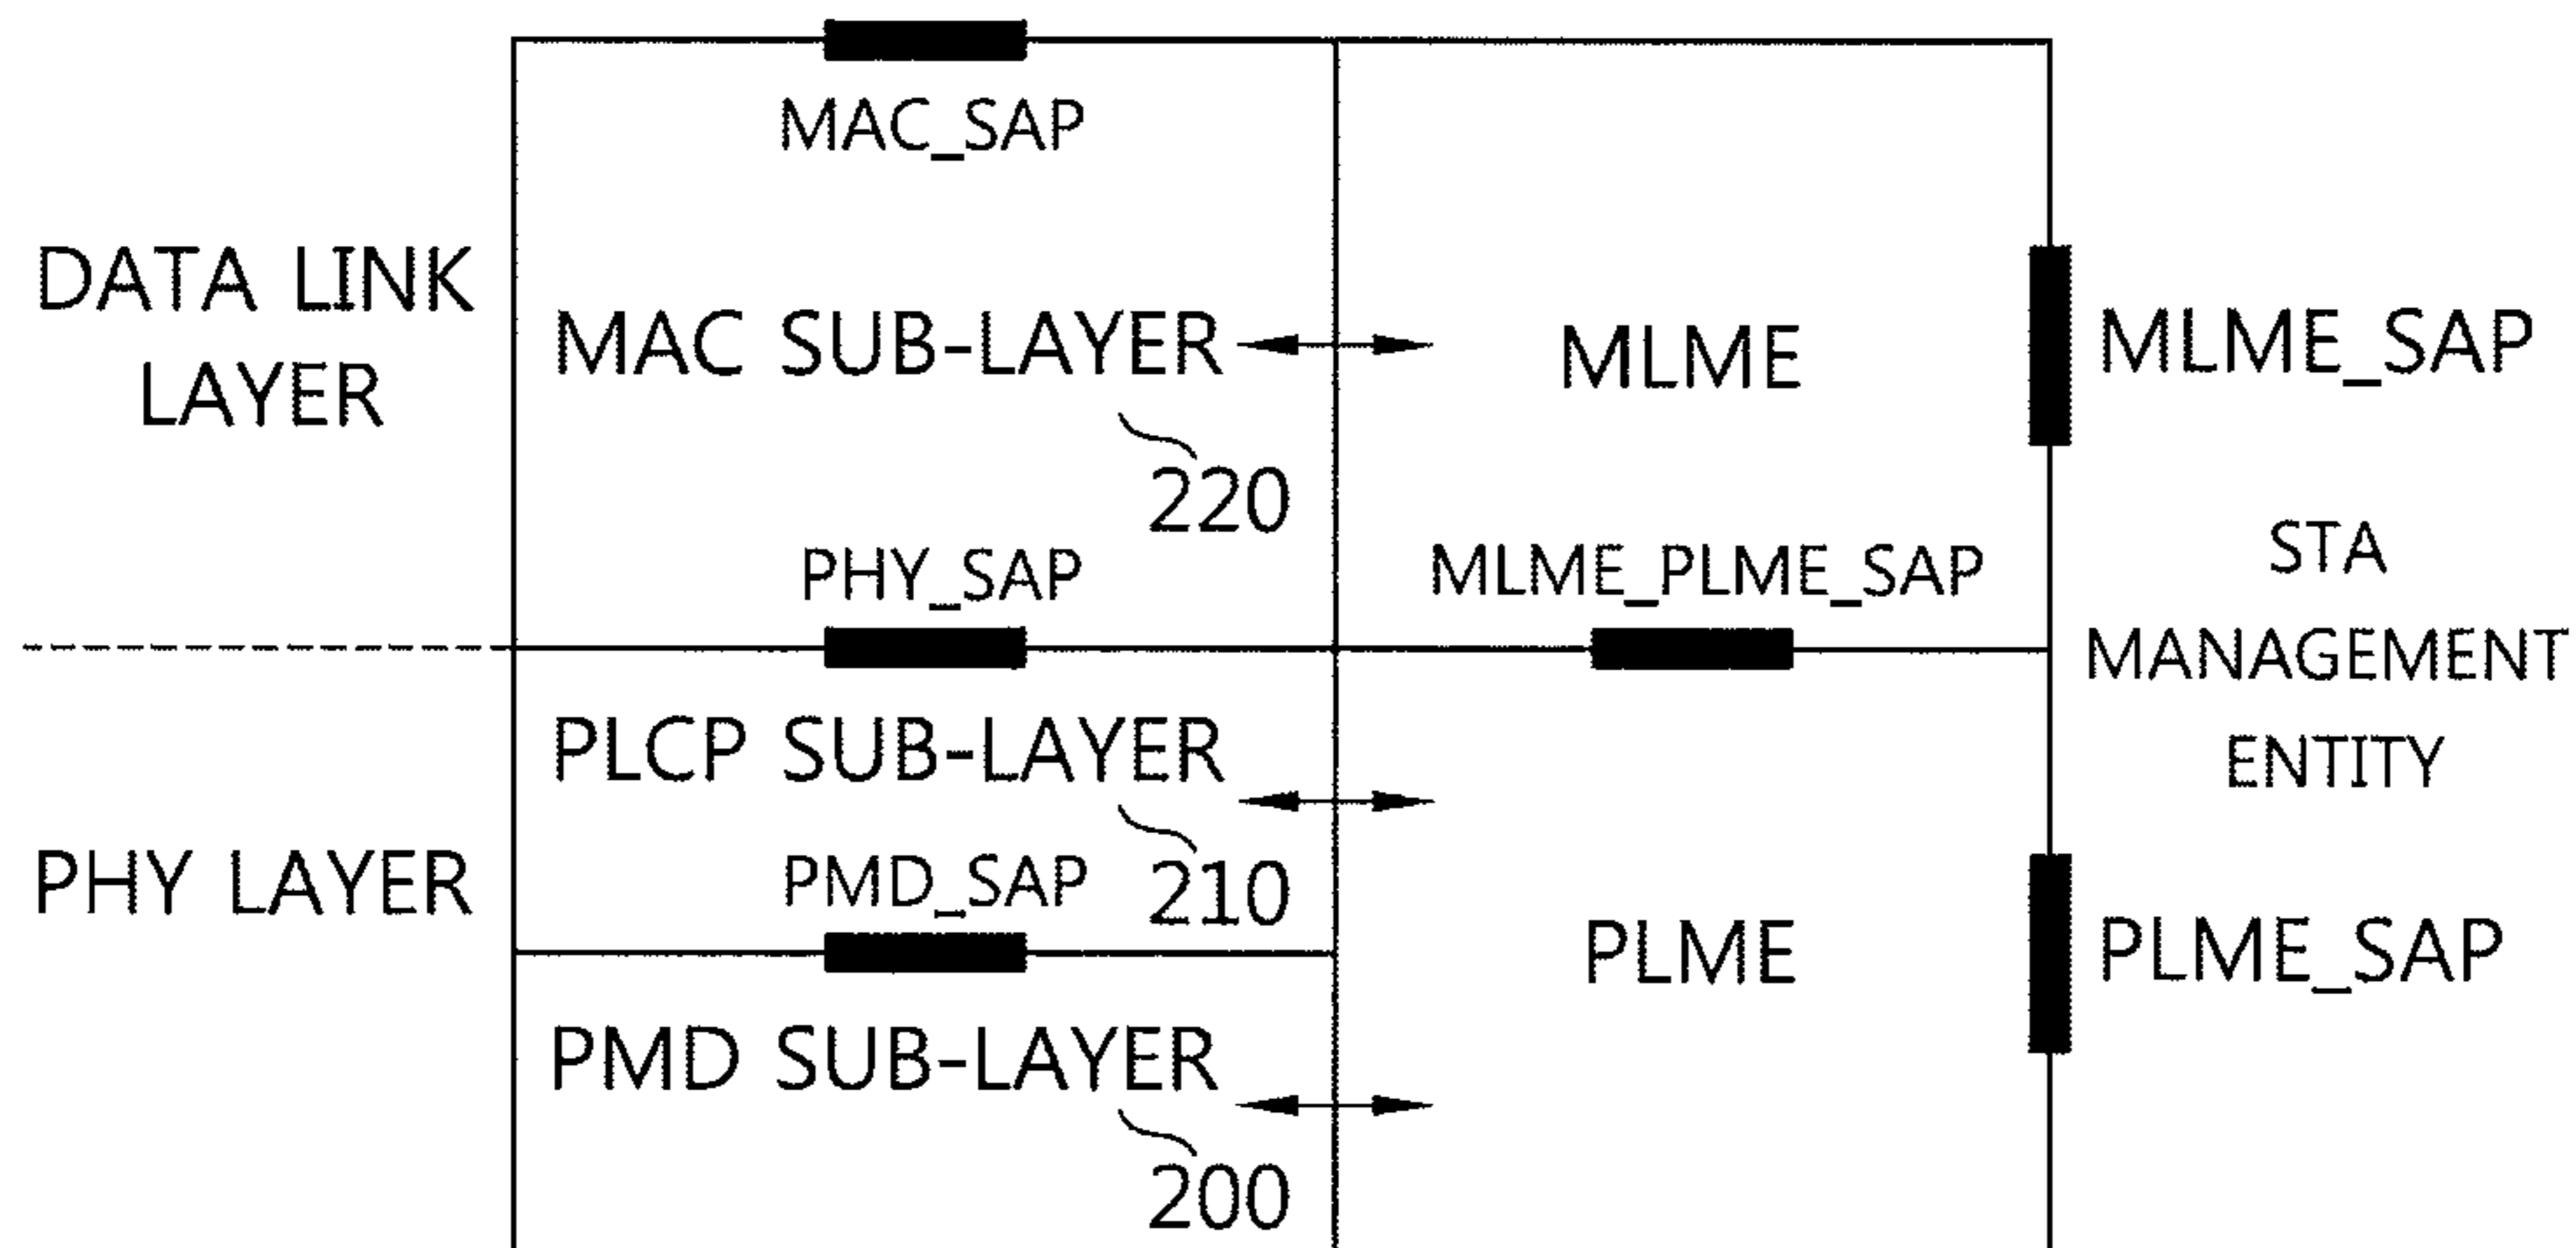 MAC_SAP
DATA LINK
LAYER
MAC SUB-LAYER
220
MLME
MLME_SAP
PHY_SAP
MLME_PLME_SAP
STA
MANAGEMENT
ENTITY
PHY LAYER
PLCP SUB-LAYER
210
PMD_SAP
PLME
PLME_SAP
PMD SUB-LAYER
200